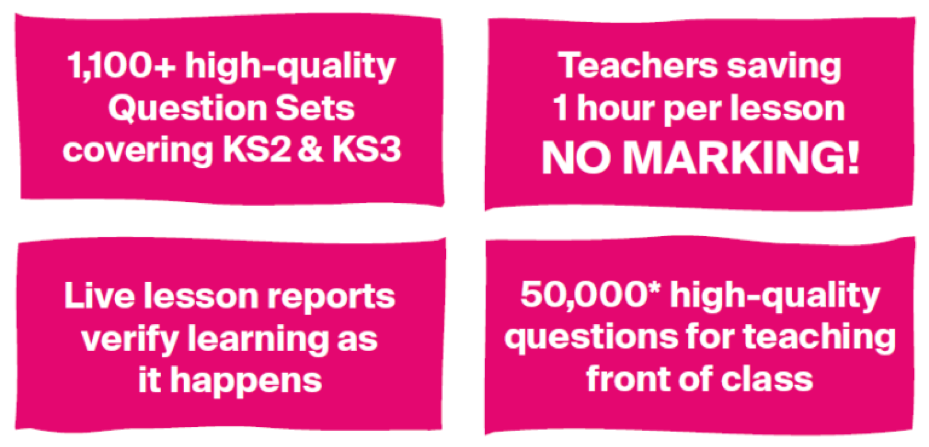 1,100+ high-quality
Question Sets
covering KS2 & KS3
Teachers saving
1 hour per lesson
NO MARKING!
Live lesson reports
verify learning as
it happens
50,000* high-quality
questions for teaching
front of class